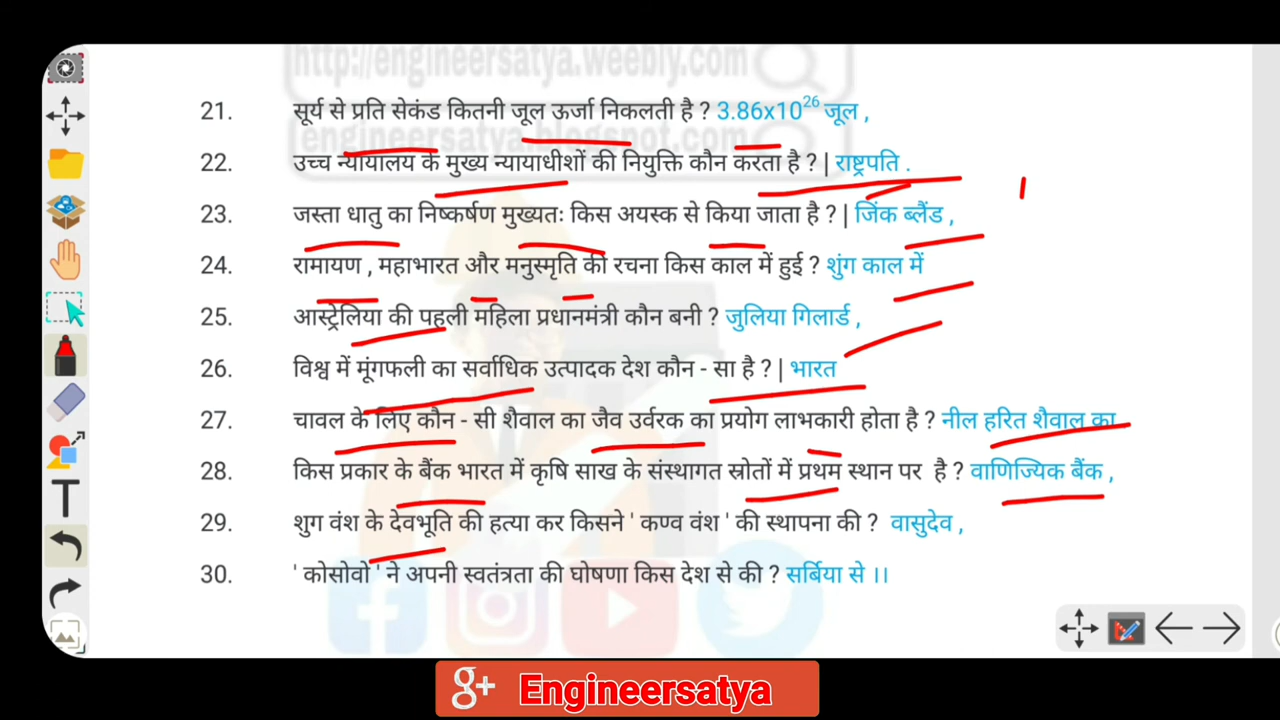 http://engineersatya.weebly.com
21. सूर्य से प्रति सेकंड कितनी जूल ऊर्जा निकलती है ? 3.86x10²⁶ जूल ,
engineersatya.blogspot.com
22. उच्च न्यायालय के मुख्य न्यायाधीशों की नियुक्ति कौन करता है ? | राष्ट्रपति .
23. जस्ता धातु का निष्कर्षण मुख्यतः किस अयस्क से किया जाता है ? | जिंक ब्लैंड ,
24. रामायण , महाभारत और मनुस्मृति की रचना किस काल में हुई ? शुंग काल में
25. आस्ट्रेलिया की पहली महिला प्रधानमंत्री कौन बनी ? जुलिया गिलार्ड ,
26. विश्व में मूंगफली का सर्वाधिक उत्पादक देश कौन - सा है ? | भारत
27. चावल के लिए कौन - सी शैवाल का जैव उर्वरक का प्रयोग लाभकारी होता है ? नील हरित शैवाल का
28. किस प्रकार के बैंक भारत में कृषि साख के संस्थागत स्रोतों में प्रथम स्थान पर है ? वाणिज्यिक बैंक ,
29. शुग वंश के देवभूति की हत्या कर किसने ' कण्व वंश ' की स्थापना की ? वासुदेव ,
30. ' कोसोवो ' ने अपनी स्वतंत्रता की घोषणा किस देश से की ? सर्बिया से ।।
T
g+ Engineersatya